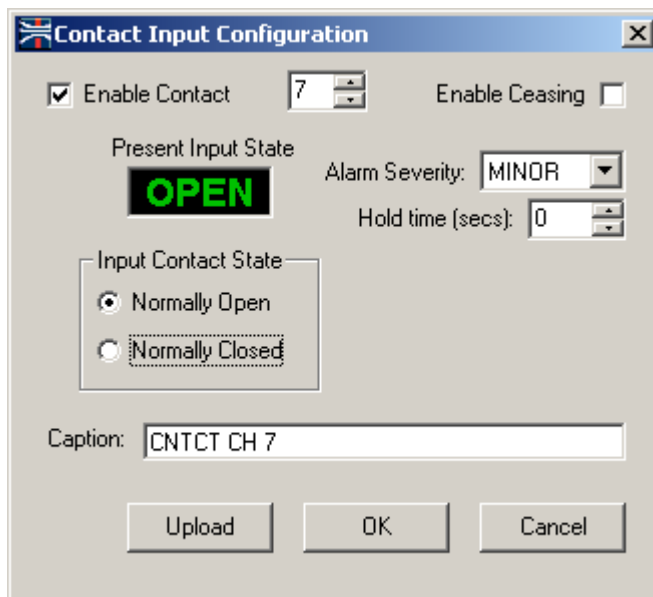 Contact Input Configuration
Enable Contact 7 Enable Ceasing
Present Input State
OPEN
Alarm Severity: MINOR
Hold time (secs): 0
Input Contact State
Normally Open
Normally Closed
Caption: CNTCT CH 7
Upload OK Cancel